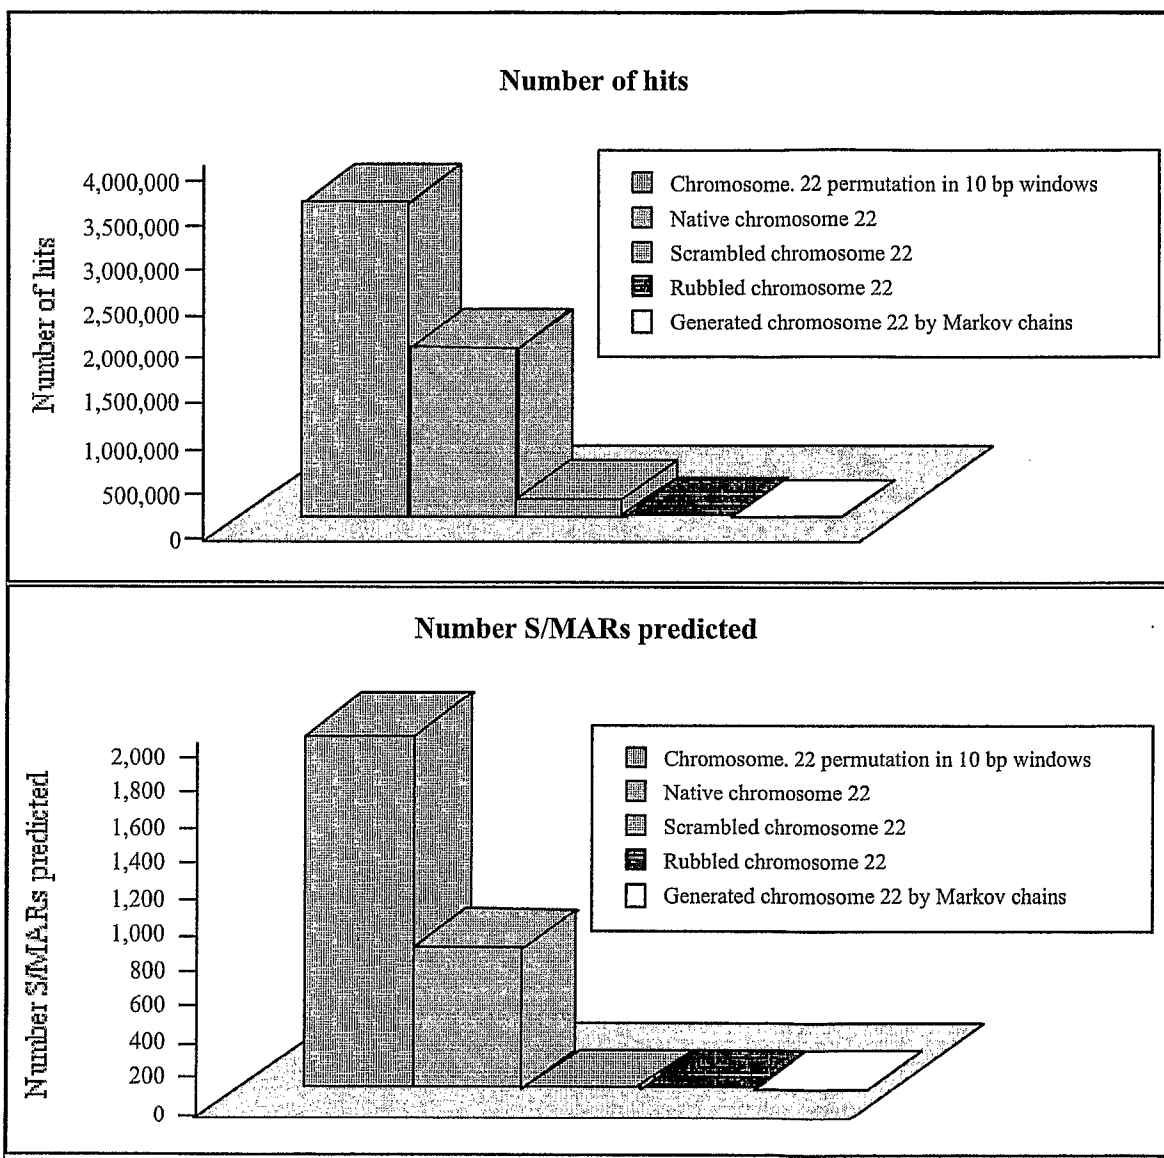 Number of hits
Number of hits
4,000,000
3,500,000
3,000,000
2,500,000
2,000,000
1,500,000
1,000,000
500,000
0
Chromosome. 22 permutation in 10 bp windows
Native chromosome 22
Scrambled chromosome 22
Rubbled chromosome 22
Generated chromosome 22 by Markov chains
Number S/MARs predicted
Number S/MARs predicted
2,000
1,800
1,600
1,400
1,200
1,000
800
600
400
200
0
Chromosome. 22 permutation in 10 bp windows
Native chromosome 22
Scrambled chromosome 22
Rubbled chromosome 22
Generated chromosome 22 by Markov chains